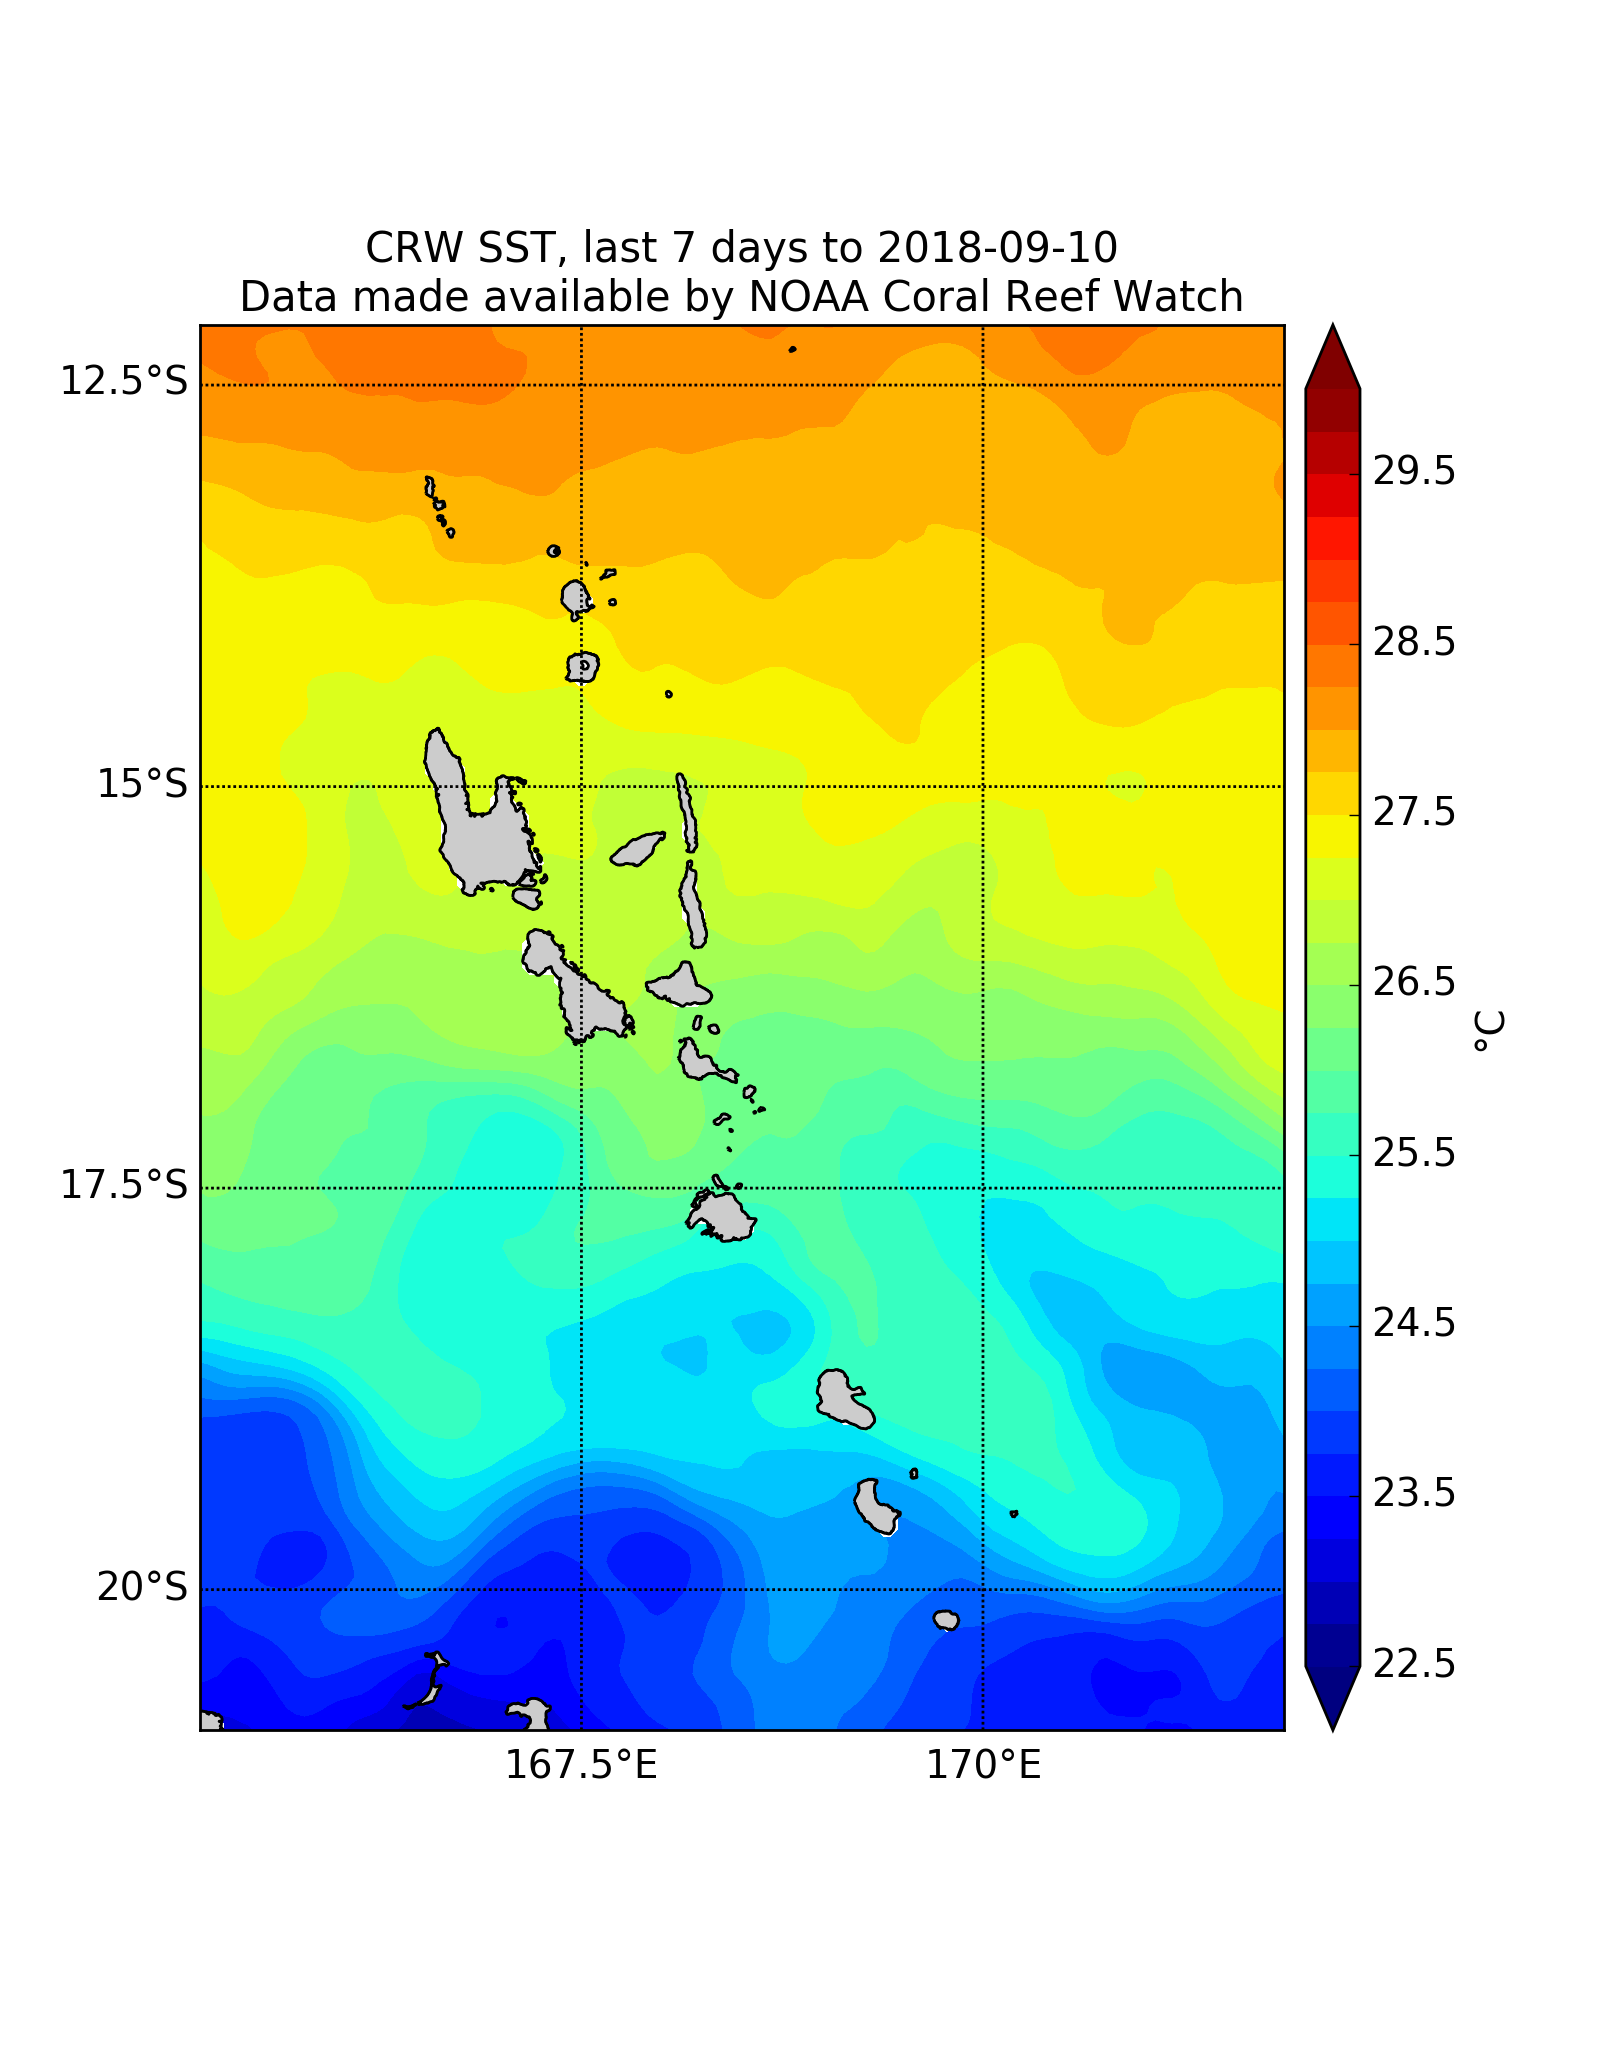 CRW SST, last 7 days to 2018-09-10
Data made available by NOAA Coral Reef Watch
12.5°S
15°S
17.5°S
20°S
167.5°E
170°E
29.5
28.5
27.5
26.5
25.5
24.5
23.5
22.5
°C